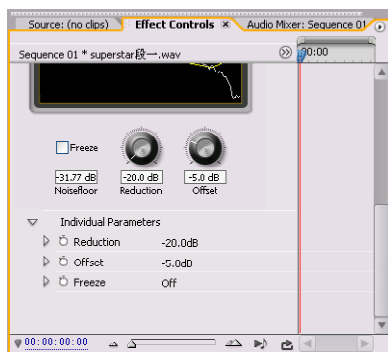 Source: (no clips) Effect Controls × Audio Mixer: Sequence 01
Sequence 01 * superstar段一.wav
00:00
Freeze
-31.77 dB -20.0 dB -5.0 dB
Noisefloor Reduction Offset
Individual Parameters
Reduction -20.0dB
Offset -5.0dB
Freeze Off
00:00:00:00